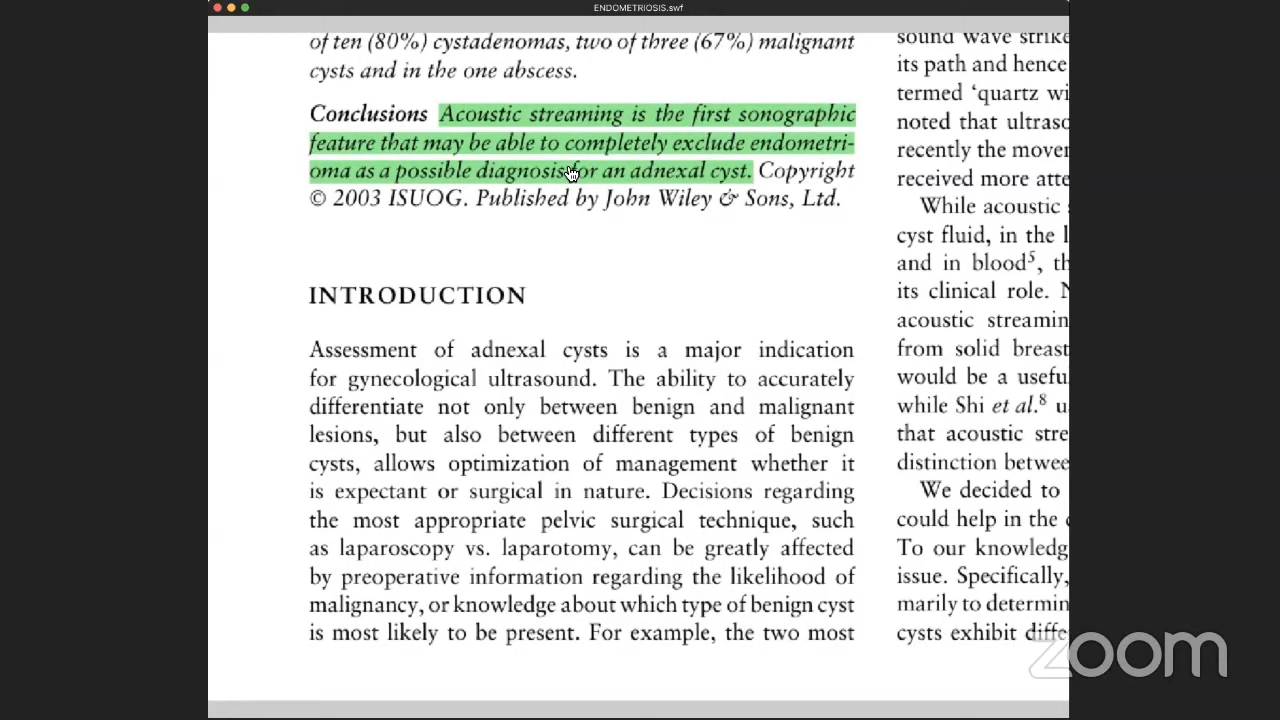 ENDOMETRIOSIS.swf
of ten (80%) cystadenomas, two of three (67%) malignant
cysts and in the one abscess.
Conclusions Acoustic streaming is the first sonographic
feature that may be able to completely exclude endometri-
oma as a possible diagnosis for an adnexal cyst. Copyright
© 2003 ISUOG. Published by John Wiley & Sons, Ltd.
INTRODUCTION
Assessment of adnexal cysts is a major indication
for gynecological ultrasound. The ability to accurately
differentiate not only between benign and malignant
lesions, but also between different types of benign
cysts, allows optimization of management whether it
is expectant or surgical in nature. Decisions regarding
the most appropriate pelvic surgical technique, such
as laparoscopy vs. laparotomy, can be greatly affected
by preoperative information regarding the likelihood of
malignancy, or knowledge about which type of benign cyst
is most likely to be present. For example, the two most
sound wave strike
its path and hence
termed ‘quartz wi
noted that ultraso
recently the movem
received more atte
While acoustic
cyst fluid, in the l
and in blood⁵, th
its clinical role. N
acoustic streamin
from solid breast
would be a usefu
while Shi et al.⁸ u
that acoustic stre
distinction betwee
We decided to
could help in the
To our knowledg
issue. Specifically,
marily to determin
cysts exhibit diffe
zoom